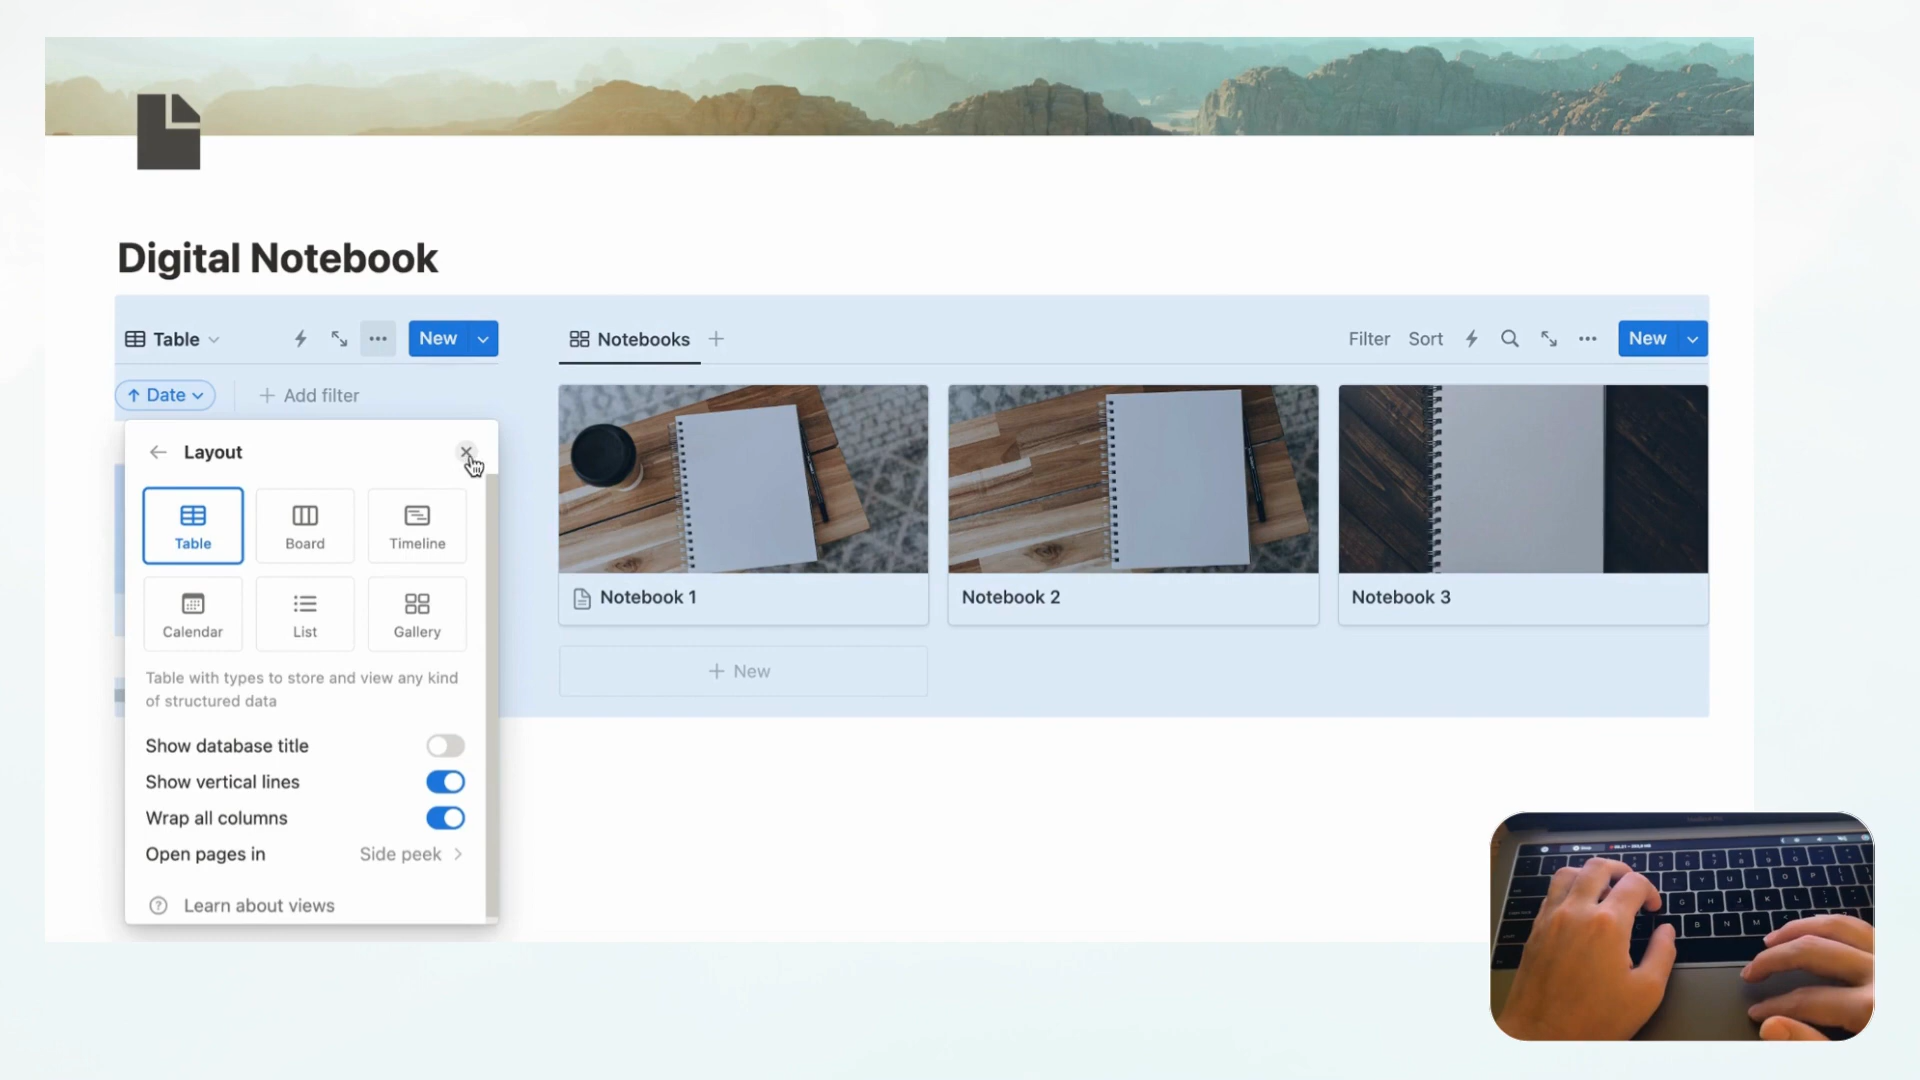 Digital Notebook
Table
New
Date
Add filter
Layout
Table
Board
Timeline
Calendar
List
Gallery
Table with types to store and view any kind
of structured data
Show database title
Show vertical lines
Wrap all columns
Open pages in Side peek
Learn about views
Notebooks
Filter Sort New
Notebook 1
Notebook 2
Notebook 3
New